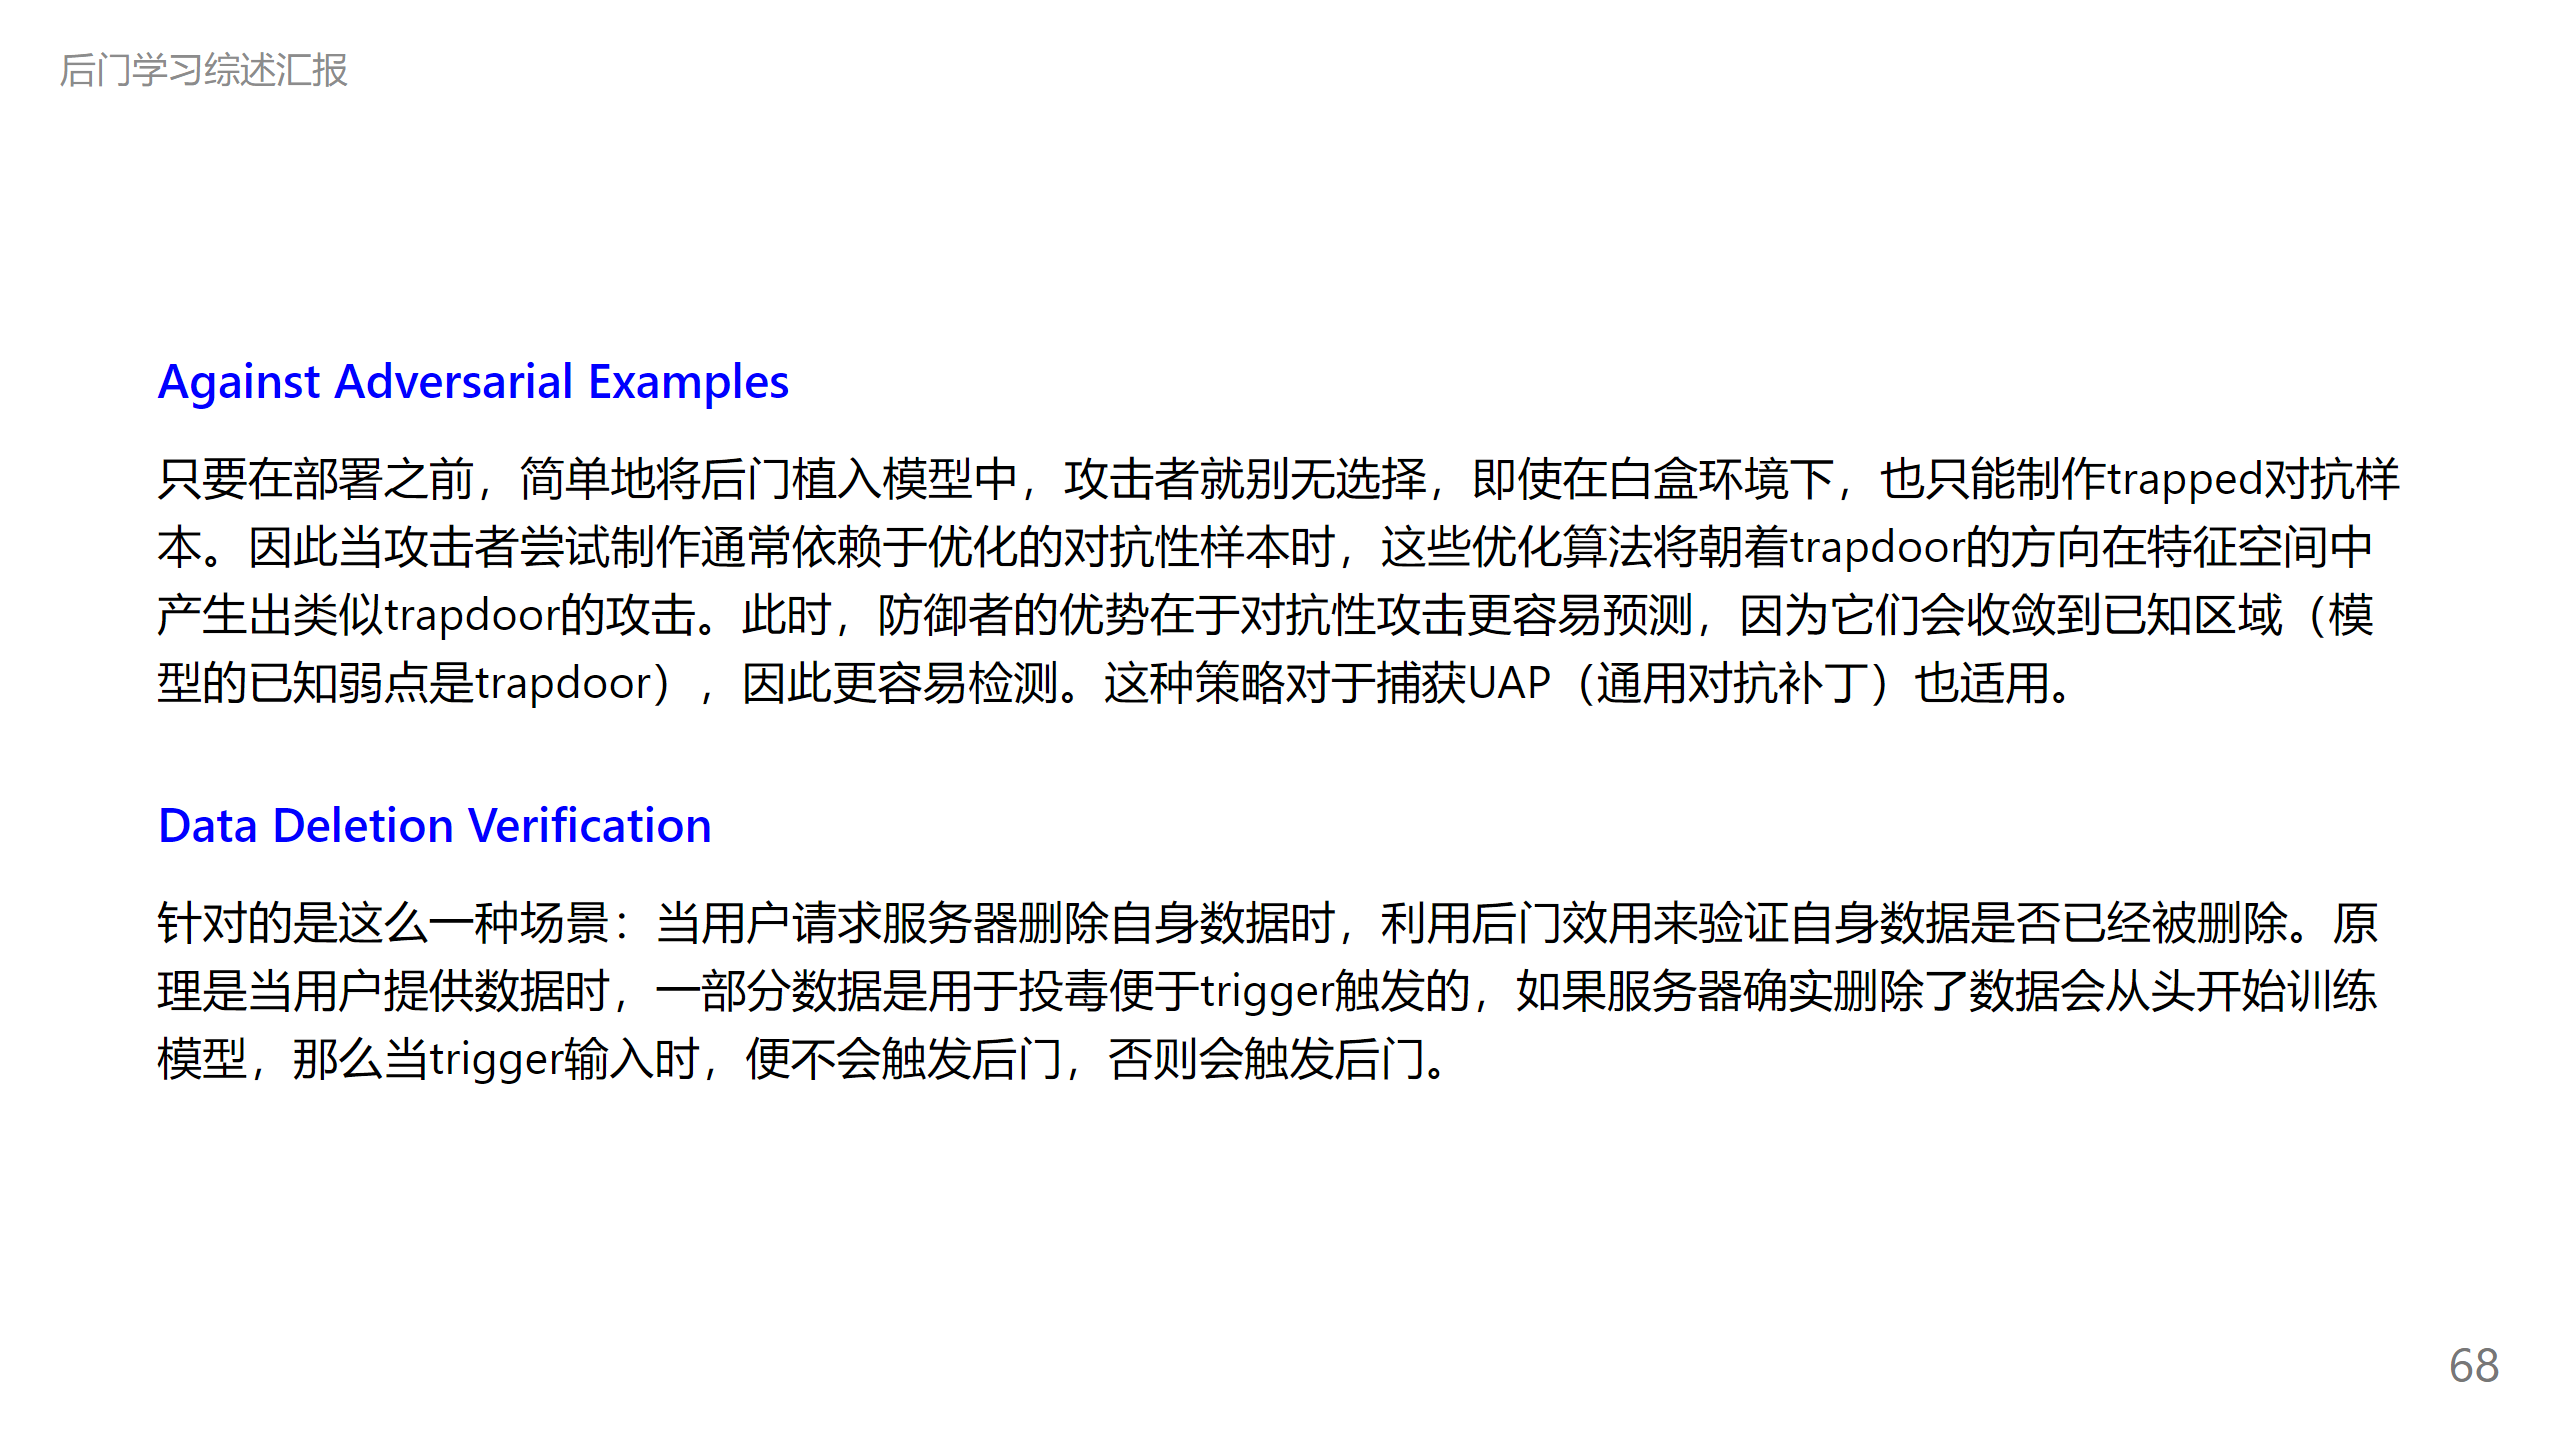 后门学习综述汇报
Against Adversarial Examples
只要在部署之前，简单地将后门植入模型中，攻击者就别无选择，即使在白盒环境下，也只能制作trapped对抗样
本。因此当攻击者尝试制作通常依赖于优化的对抗性样本时，这些优化算法将朝着trapdoor的方向在特征空间中
产生出类似trapdoor的攻击。此时，防御者的优势在于对抗性攻击更容易预测，因为它们会收敛到已知区域（模
型的已知弱点是trapdoor），因此更容易检测。这种策略对于捕获UAP（通用对抗补丁）也适用。
Data Deletion Verification
针对的是这么一种场景：当用户请求服务器删除自身数据时，利用后门效用来验证自身数据是否已经被删除。原
理是当用户提供数据时，一部分数据是用于投毒便于trigger触发的，如果服务器确实删除了数据会从头开始训练
模型，那么当trigger输入时，便不会触发后门，否则会触发后门。
68